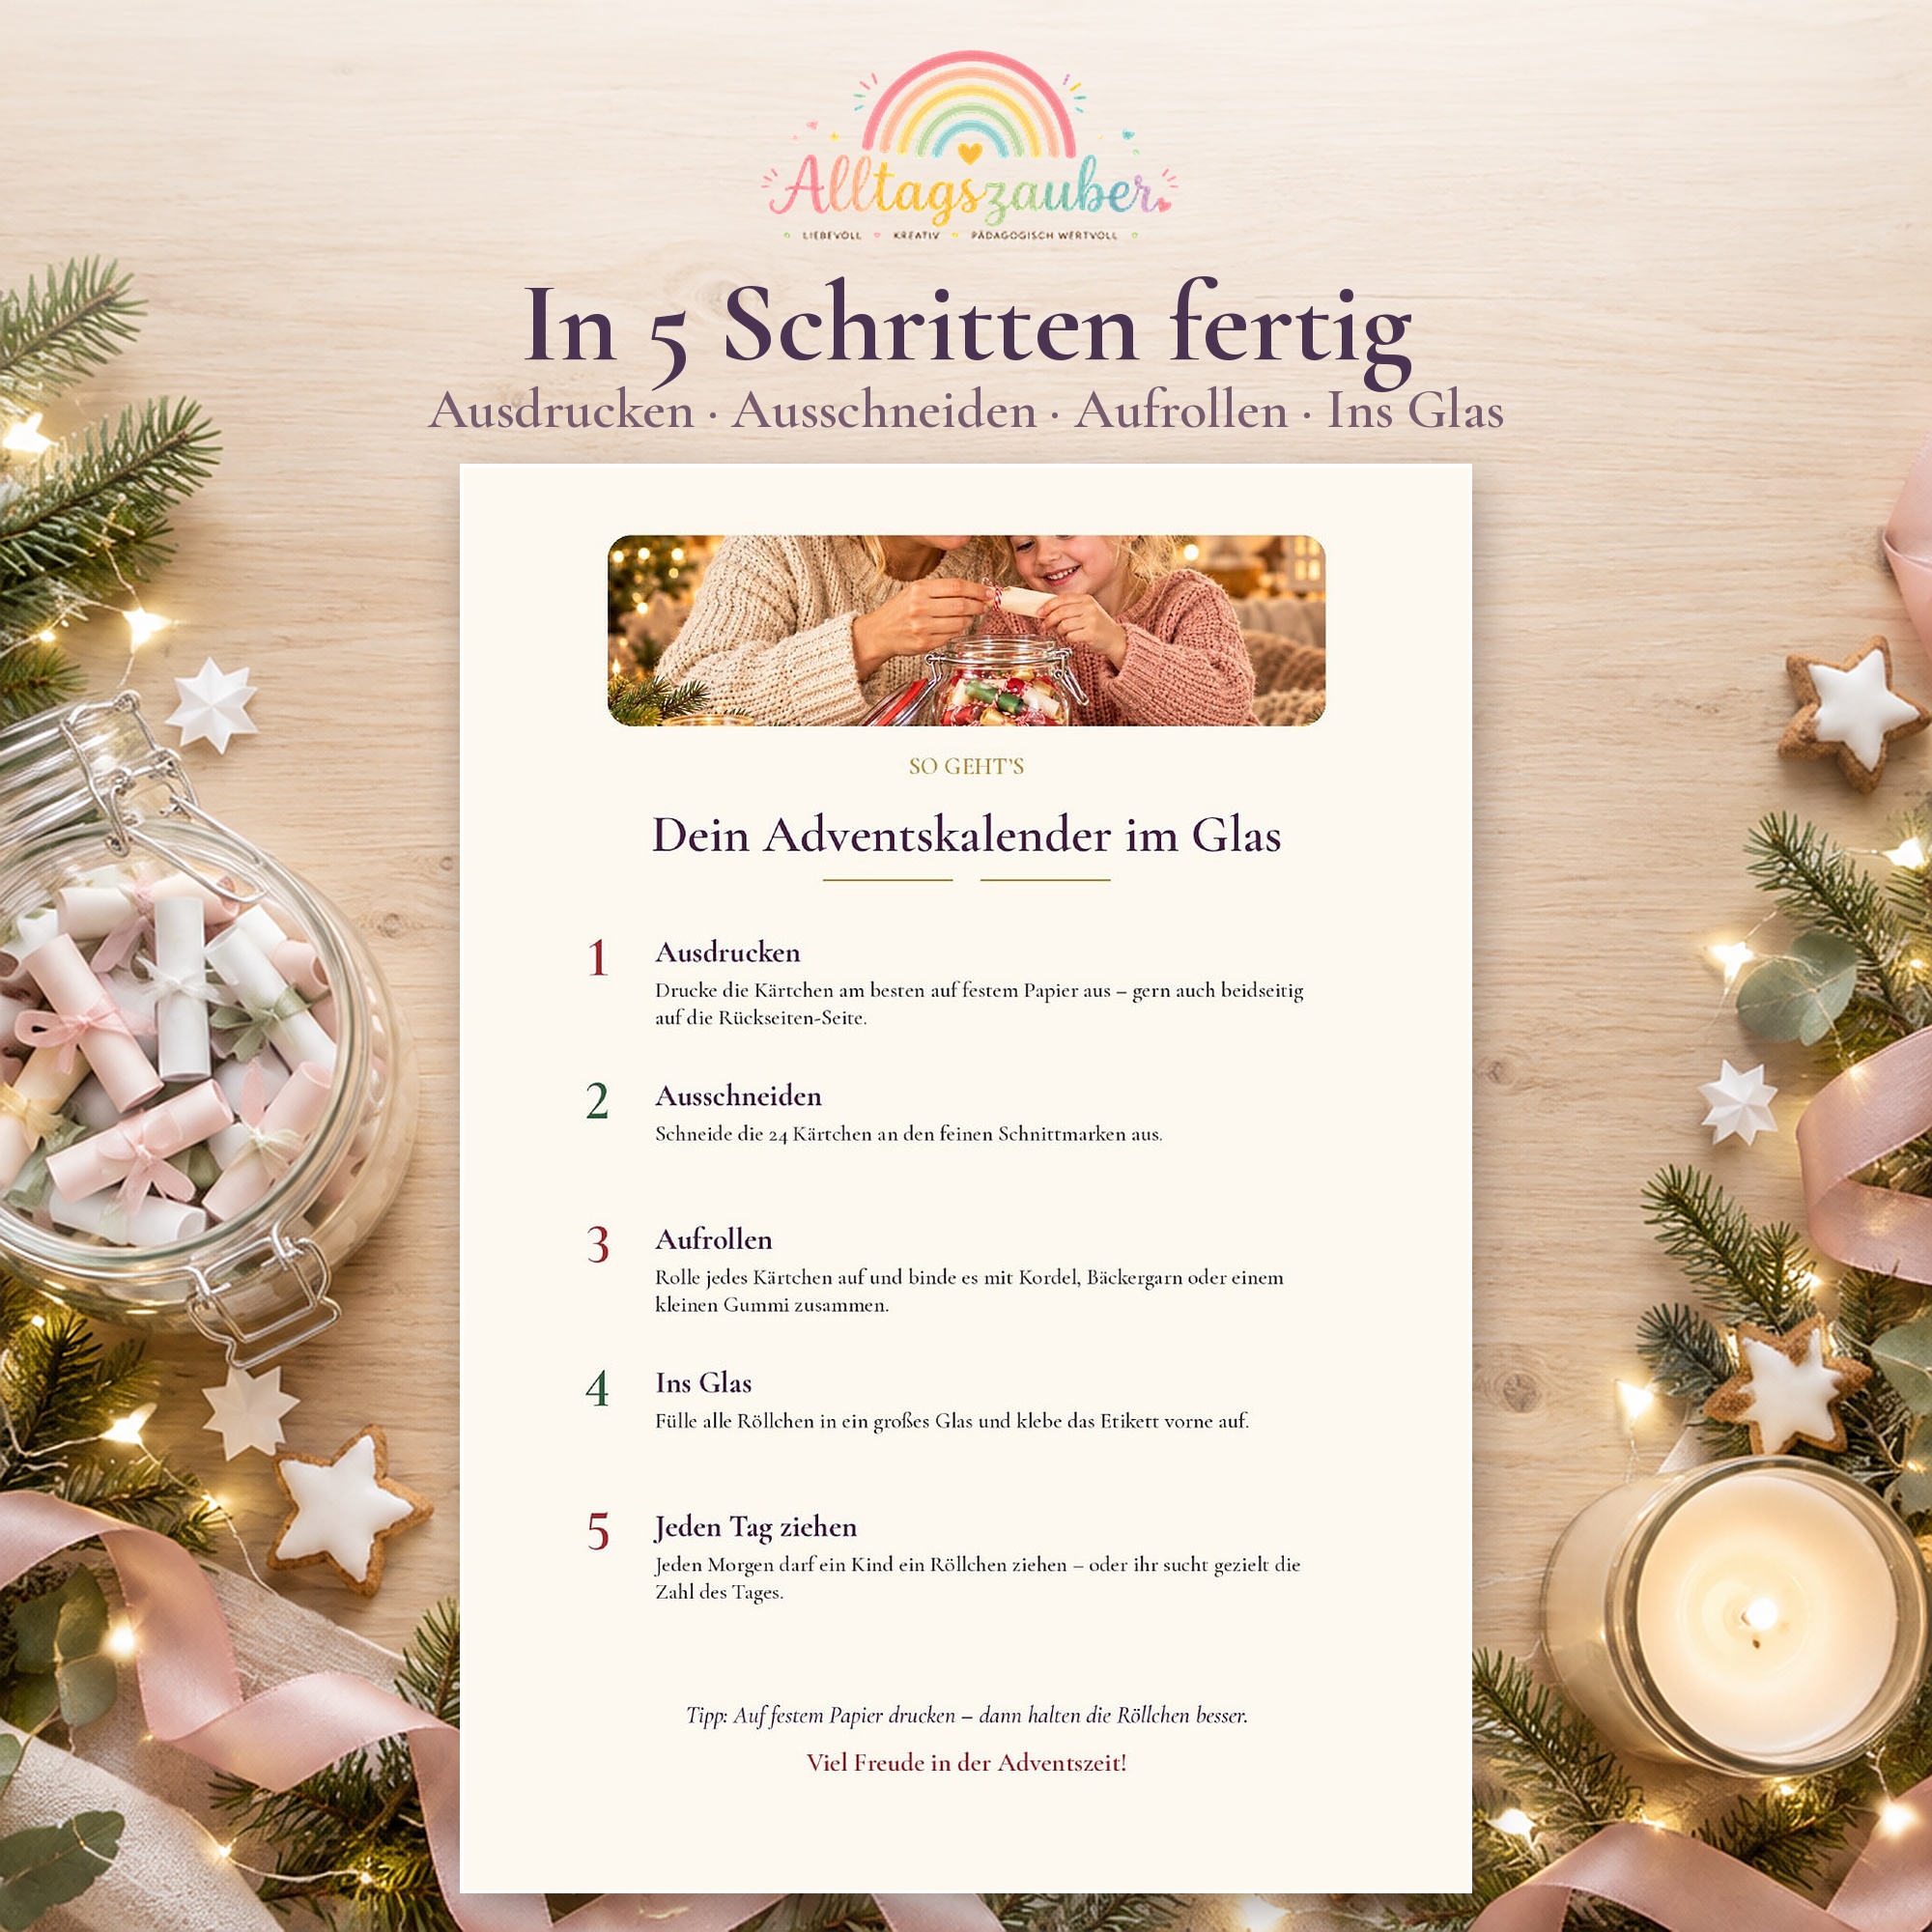 Alltagszauber
LIEBEVOLL KREATIV PÄDAGOGISCH WERTVOLL
In 5 Schritten fertig
Ausdrucken · Ausschneiden · Aufrollen · Ins Glas
SO GEHT'S
Dein Adventskalender im Glas
1 Ausdrucken
Drucke die Kärtchen am besten auf festem Papier aus – gern auch beidseitig
auf die Rückseiten-Seite.
2 Ausschneiden
Schneide die 24 Kärtchen an den feinen Schnittmarken aus.
3 Aufrollen
Rolle jedes Kärtchen auf und binde es mit Kordel, Bäckergarn oder einem
kleinen Gummi zusammen.
4 Ins Glas
Fülle alle Röllchen in ein großes Glas und klebe das Etikett vorne auf.
5 Jeden Tag ziehen
Jeden Morgen darf ein Kind ein Röllchen ziehen – oder ihr sucht gezielt die
Zahl des Tages.
Tipp: Auf festem Papier drucken – dann halten die Röllchen besser.
Viel Freude in der Adventszeit!